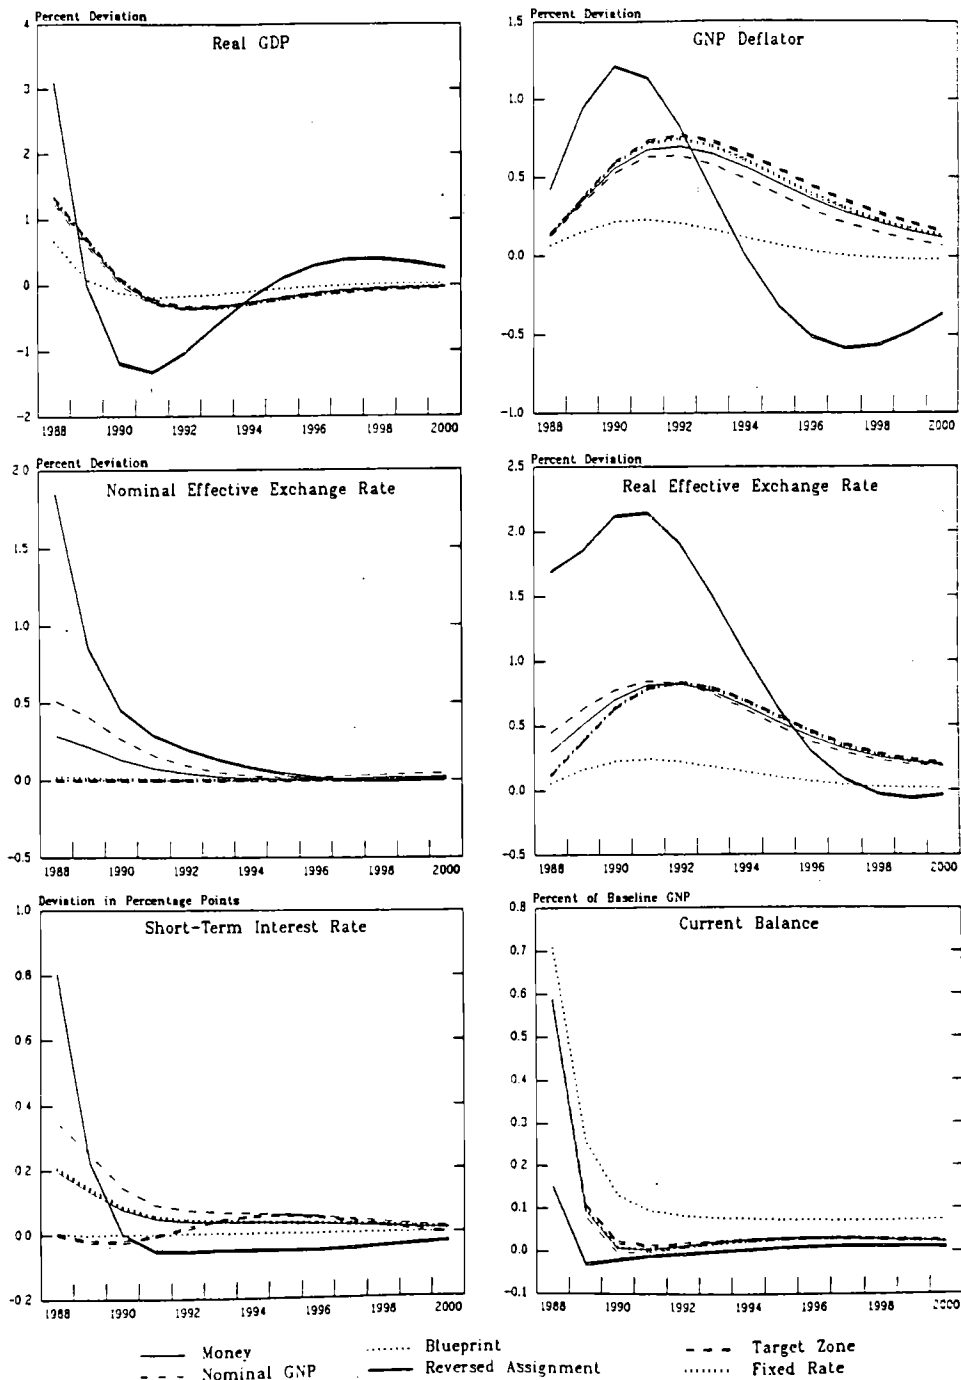 Percent Deviation
Real GDP
4
3
2
1
0
-1
-2
1988 1990 1992 1994 1996 1998 2000
Percent Deviation
GNP Deflator
1.5
1.0
0.5
0.0
-0.5
-1.0
1988 1990 1992 1994 1996 1998 2000
Percent Deviation
Nominal Effective Exchange Rate
2.0
1.5
1.0
0.5
0.0
-0.5
1988 1990 1992 1994 1996 1998 2000
Percent Deviation
Real Effective Exchange Rate
2.5
2.0
1.5
1.0
0.5
0.0
-0.5
1988 1990 1992 1994 1996 1998 2000
Deviation in Percentage Points
Short-Term Interest Rate
1.0
0.8
0.6
0.4
0.2
0.0
-0.2
1988 1990 1992 1994 1996 1998 2000
Percent of Baseline GNP
Current Balance
0.8
0.7
0.6
0.5
0.4
0.3
0.2
0.1
0.0
-0.1
1988 1990 1992 1994 1996 1998 2000
Money
Blueprint
Target Zone
Nominal GNP
Reversed Assignment
Fixed Rate